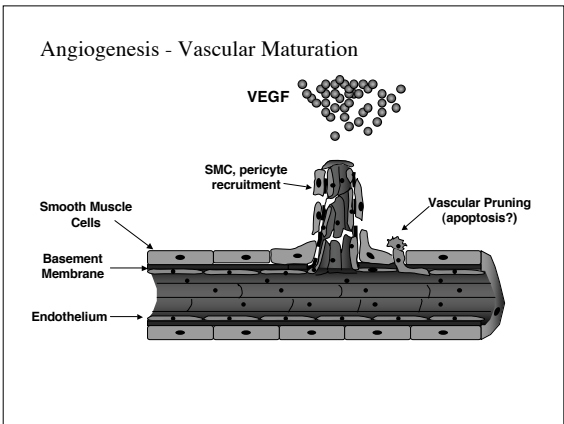 Angiogenesis - Vascular Maturation
VEGF
SMC, pericyte
recruitment
Vascular Pruning
(apoptosis?)
Smooth Muscle
Cells
Basement
Membrane
Endothelium